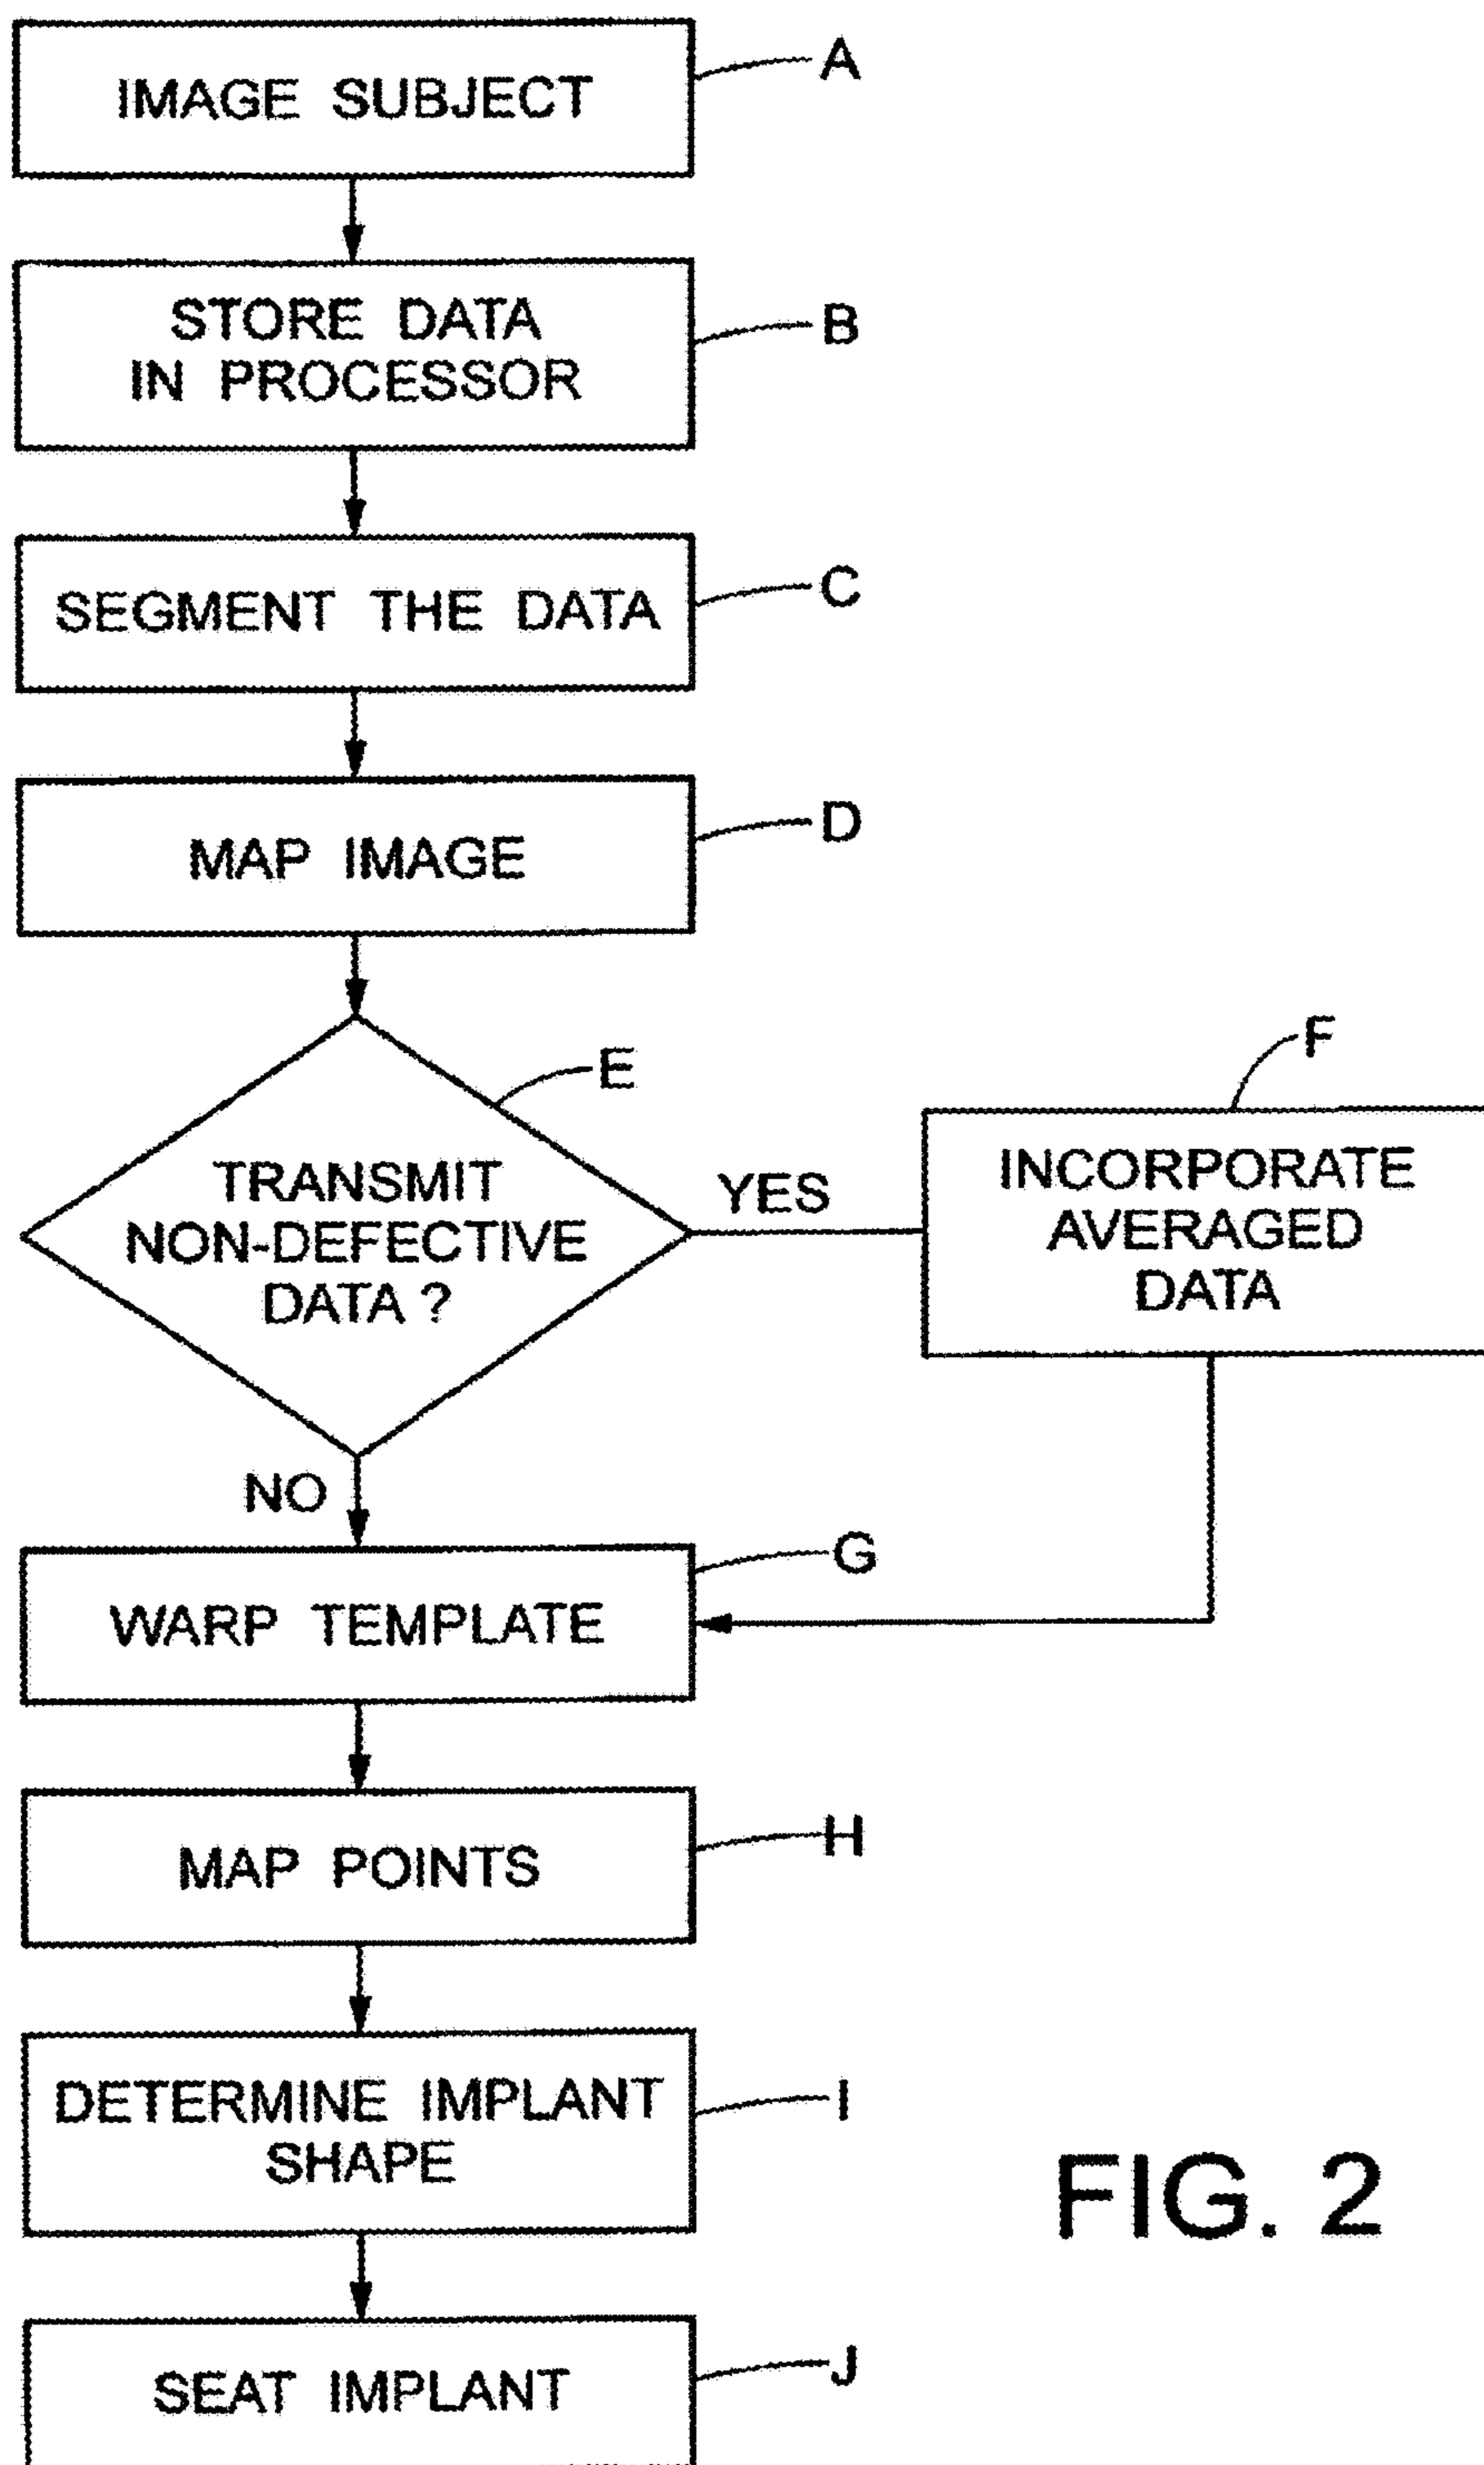 IMAGE SUBJECT
A
STORE DATA
IN PROCESSOR
B
SEGMENT THE DATA
C
MAP IMAGE
D
E
TRANSMIT
NON-DEFECTIVE
DATA ?
YES
F
INCORPORATE
AVERAGED
DATA
NO
WARP TEMPLATE
G
MAP POINTS
H
DETERMINE IMPLANT
SHAPE
I
SEAT IMPLANT
J
FIG. 2